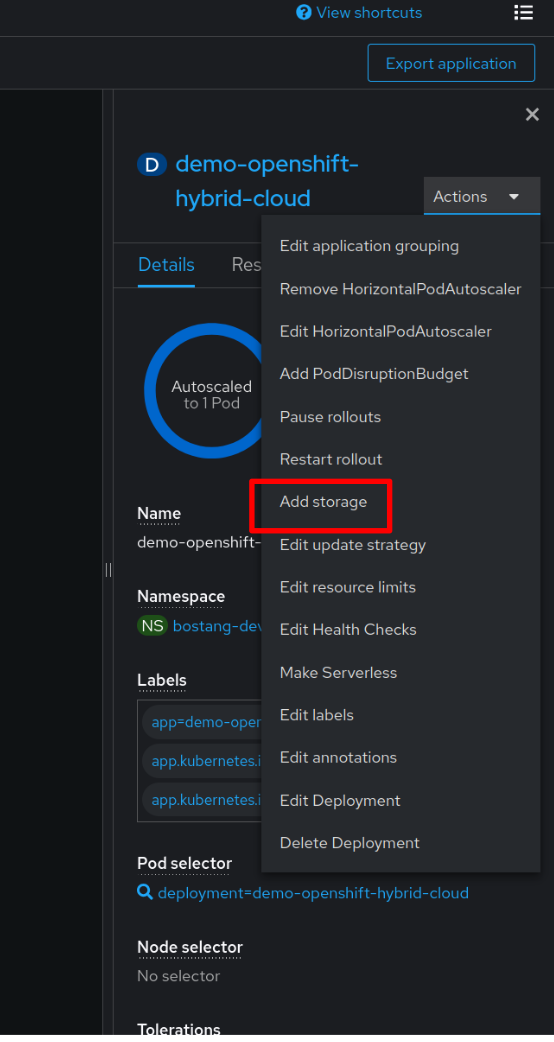 View shortcuts
Export application
D demo-openshift-
hybrid-cloud
Actions
Details Res
Edit application grouping
Remove HorizontalPodAutoscaler
Edit HorizontalPodAutoscaler
Add PodDisruptionBudget
Pause rollouts
Restart rollout
Add storage
Edit update strategy
Edit resource limits
Edit Health Checks
Make Serverless
Edit labels
Edit annotations
Edit Deployment
Delete Deployment
Autoscaled
to 1 Pod
Name
demo-openshift-
Namespace
NS bostang-dev
Labels
app=demo-open
app.kubernetes.i
app.kubernetes.i
Pod selector
deployment=demo-openshift-hybrid-cloud
Node selector
No selector
Tolerations